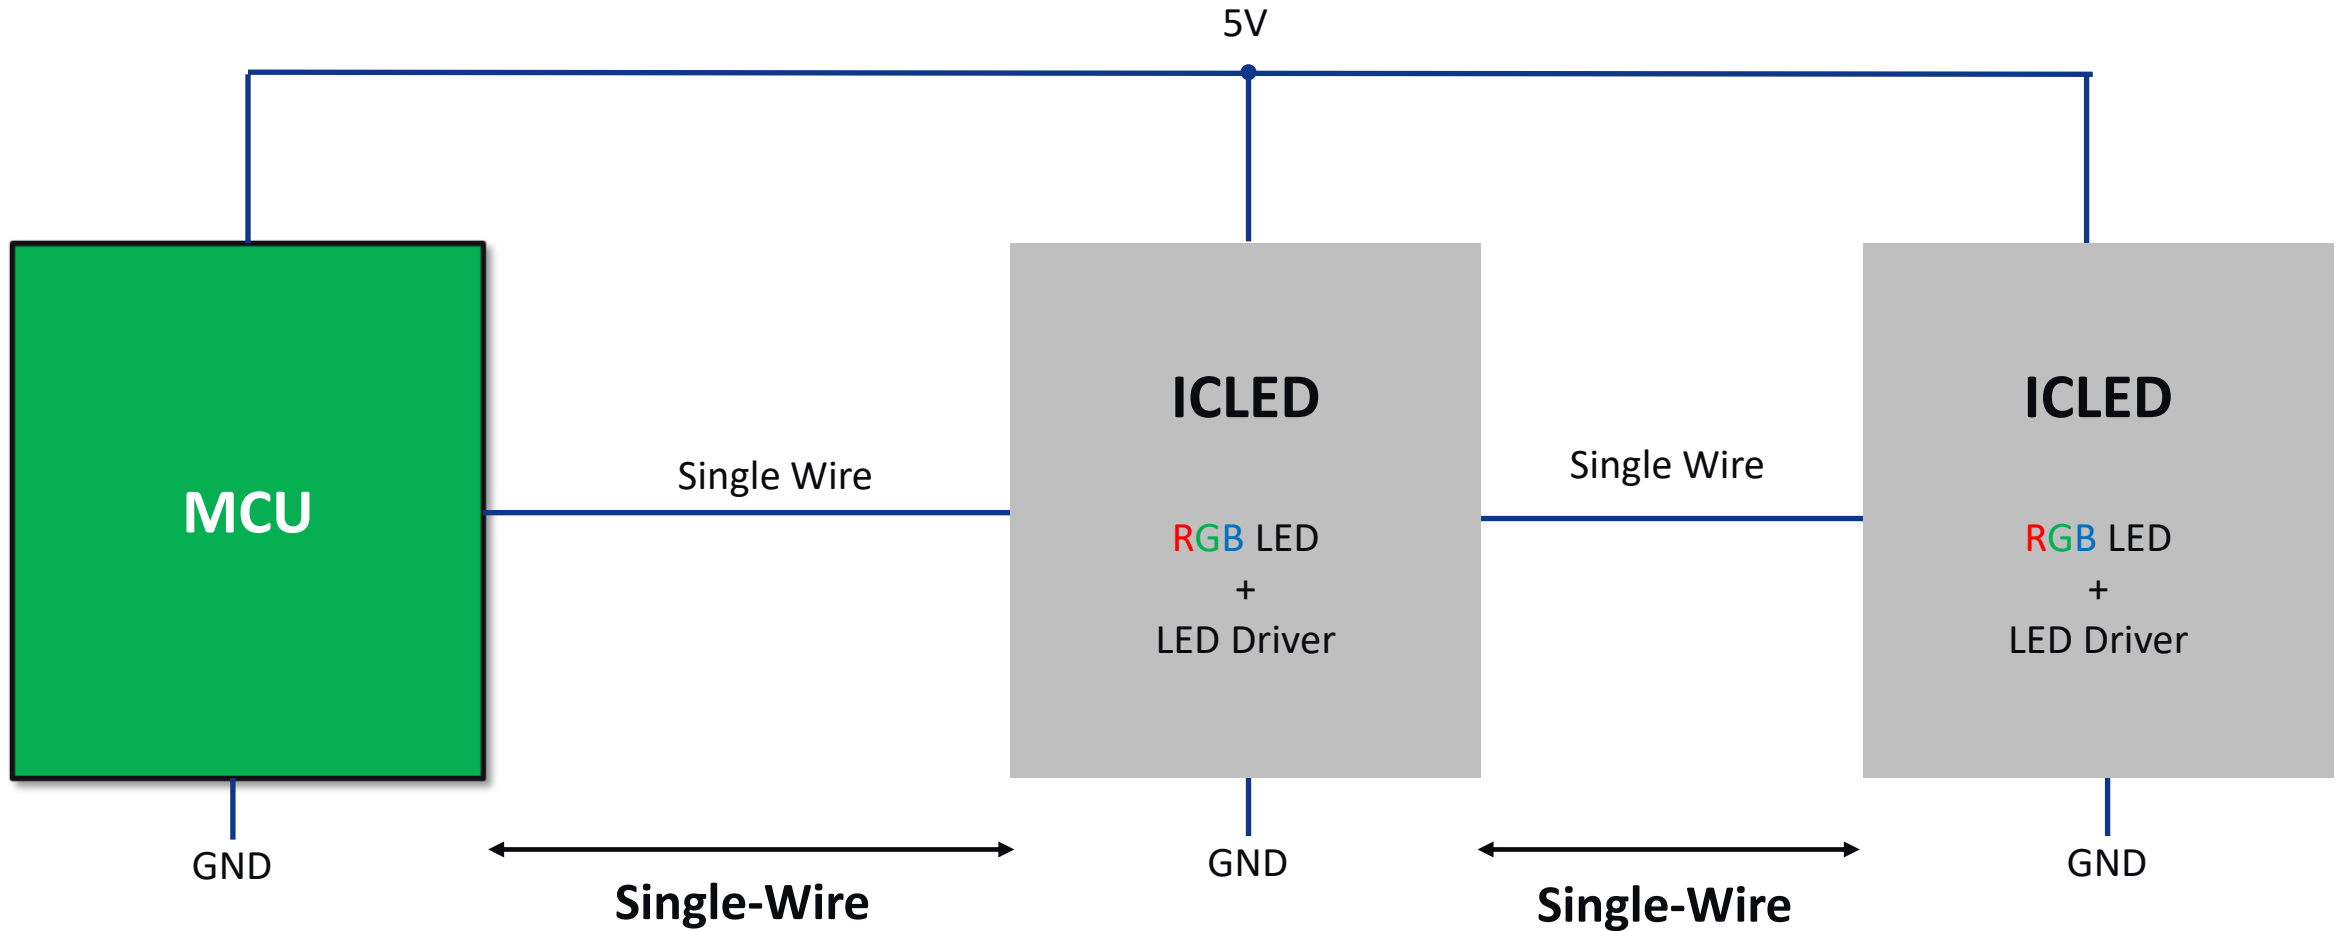 5V
MCU
Single Wire
ICLED
RGB LED
+
LED Driver
Single Wire
ICLED
RGB LED
+
LED Driver
GND
Single-Wire
GND
Single-Wire
GND